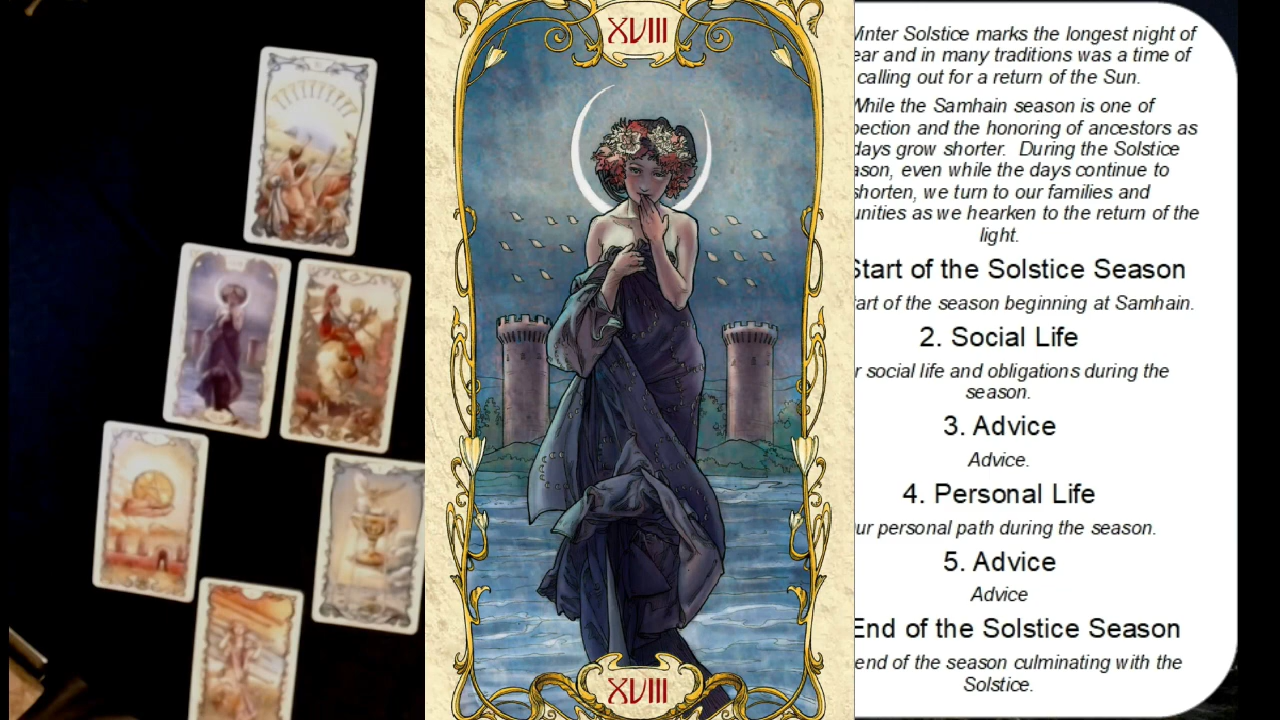 XVIII
XVIII
Winter Solstice marks the longest night of
ear and in many traditions was a time of
calling out for a return of the Sun.
While the Samhain season is one of
pection and the honoring of ancestors as
days grow shorter. During the Solstice
ason, even while the days continue to
shorten, we turn to our families and
unities as we hearken to the return of the
light.
Start of the Solstice Season
art of the season beginning at Samhain.
2. Social Life
r social life and obligations during the
season.
3. Advice
Advice.
4. Personal Life
ur personal path during the season.
5. Advice
Advice
End of the Solstice Season
end of the season culminating with the
Solstice.